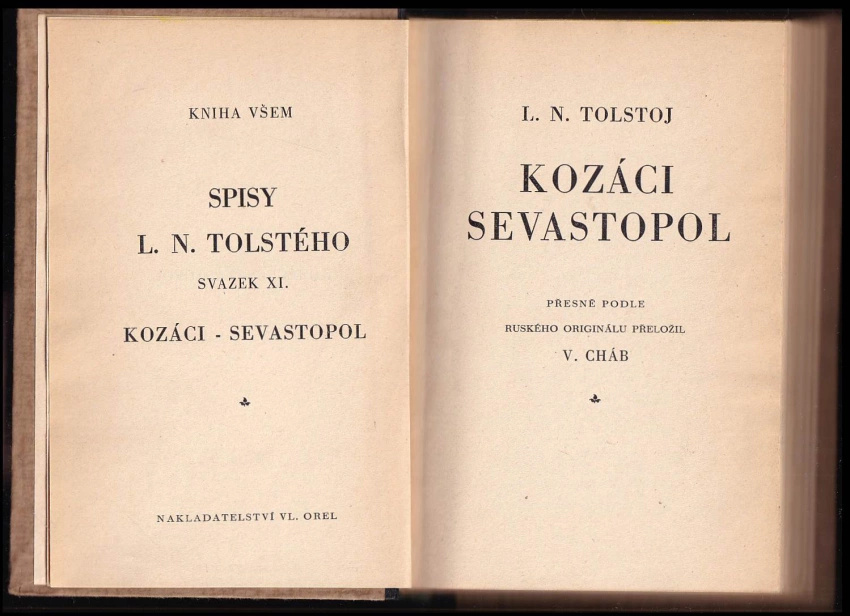 KNIHA VŠEM
SPISY
L. N. TOLSTÉHO
SVAZEK XI.
KOZÁCI - SEVASTOPOL
NAKLADATELSTVÍ VL. OREL
L. N. TOLSTOJ
KOZÁCI
SEVASTOPOL
PŘESNĚ PODLE
RUSKÉHO ORIGINÁLU PŘELOŽIL
V. CHÁB